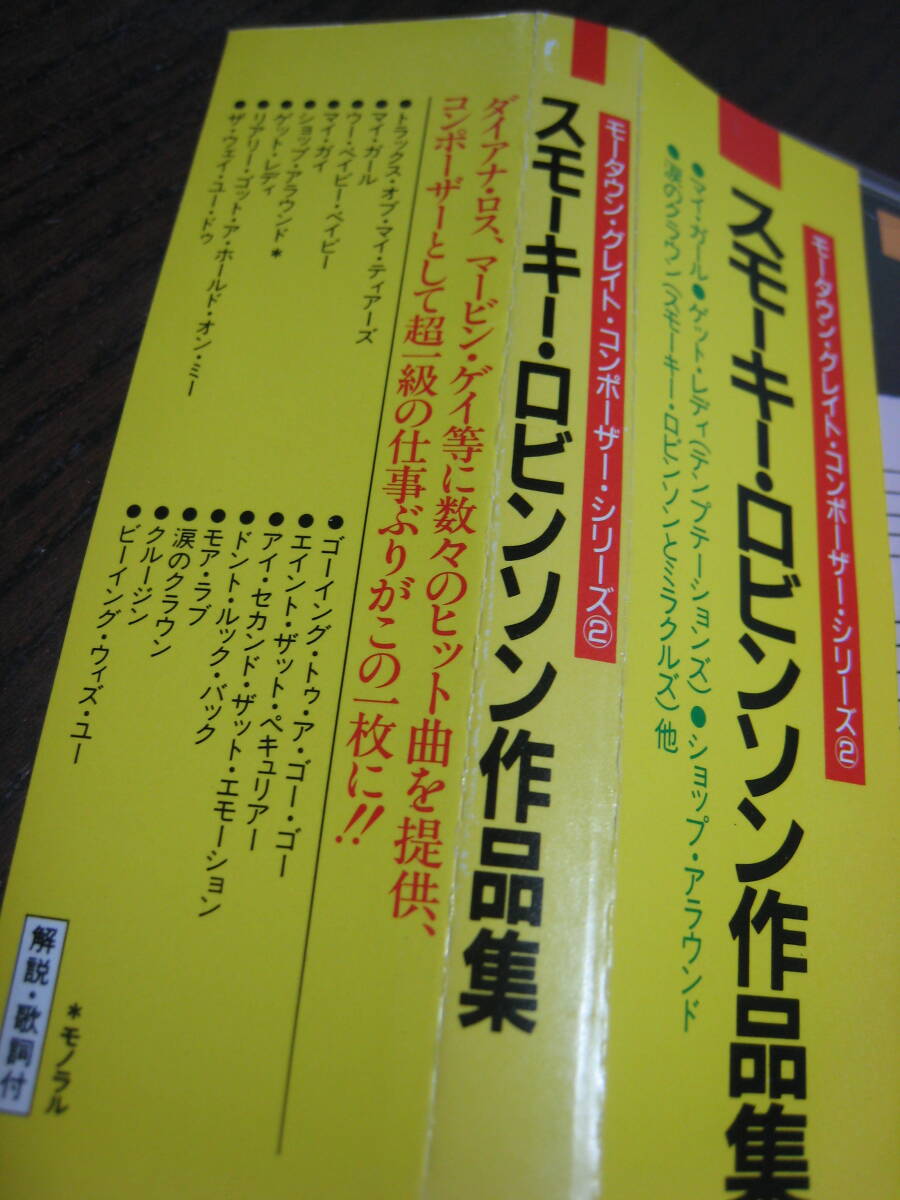 モータウン・グレイト・コンポーザー・シリーズ②
スモーキー・ロビンソン作品集
●マイ・ガール●ゲット・レディ(テンプテーションズ)●ショップ・アラウンド
●涙のクラウン(スモーキー・ロビンソンとミラクルズ)他
モータウン・グレイト・コンポーザー・シリーズ②
スモーキー・ロビンソン作品集
ダイアナ・ロス、マービン・ゲイ等に数々のヒット曲を提供、
コンポーザーとして超一級の仕事ぶりがこの一枚に!!
●トラックス・オブ・マイ・ティアーズ
●マイ・ガール
●ウー・ベイビー・ベイビー
●マイ・ガイ
●ショップ・アラウンド*
●ゲット・レディ
●リアリー・ゴット・ア・ホールド・オン・ミー
●ザ・ウェイ・ユー・ドゥ
●ゴーイング・トゥ・ア・ゴー・ゴー
●エイント・ザット・ペキュリアー
●アイ・セカンド・ザット・エモーション
●ドント・ルック・バック
●モア・ラブ
●涙のクラウン
●クルージン
●ビーイング・ウィズ・ユー
*モノラル
解説・歌詞付